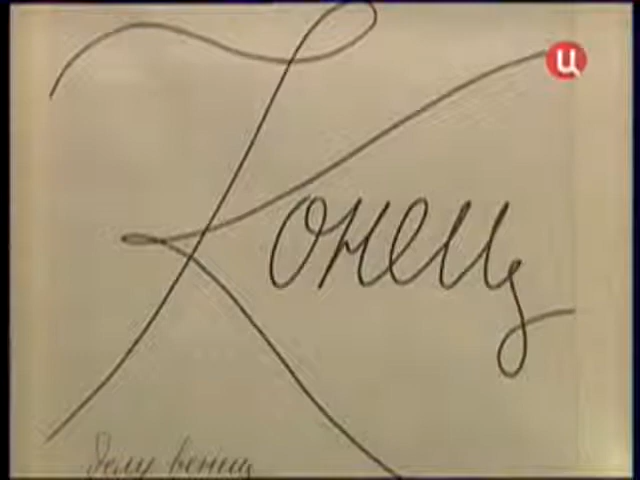 Ц
Конец
делу венец